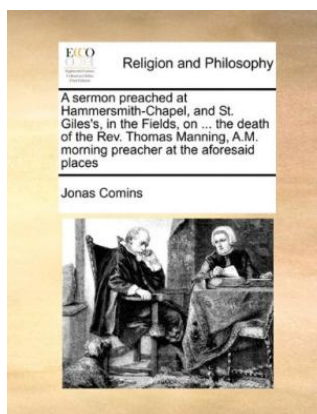 ECCO
Religion and Philosophy
A sermon preached at
Hammersmith-Chapel, and St.
Giles's, in the Fields, on ... the death
of the Rev. Thomas Manning, A.M.
morning preacher at the aforesaid
places
Jonas Comins